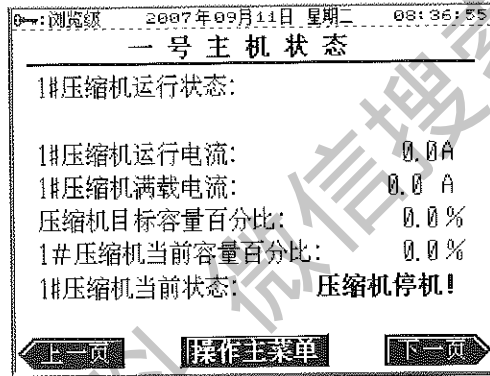 浏览级 2007年09月11日 星期二 08:36:55
一号主机状态
1#压缩机运行状态:
1#压缩机运行电流: 0.0A
1#压缩机满载电流: 0.0 A
压缩机目标容量百分比: 0.0%
1#压缩机当前容量百分比: 0.0%
1#压缩机当前状态: 压缩机停机!
上一页 操作主菜单 下一页
微信搜